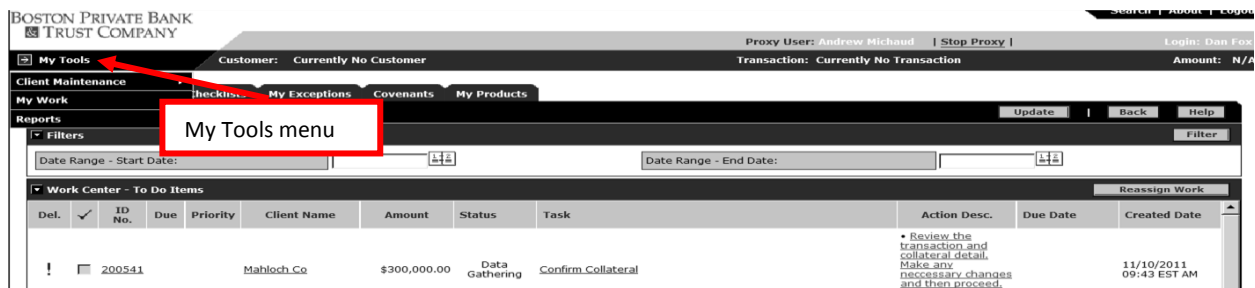 Search | About | Logout
BOSTON PRIVATE BANK
& TRUST COMPANY
Proxy User: Andrew Michaud | Stop Proxy |
Login: Dan Fox
My Tools
Customer: Currently No Customer
Transaction: Currently No Transaction
Amount: N/A
Client Maintenance
My Work
Reports
Checklists
My Exceptions
Covenants
My Products
My Tools menu
Update | Back Help
Filters
Filter
Date Range - Start Date:
Date Range - End Date:
Work Center - To Do Items
Reassign Work
Del. ID No. Due Priority Client Name Amount Status Task Action Desc. Due Date Created Date
! 200541 Mahloch Co $300,000.00 Data Gathering Confirm Collateral
• Review the
transaction and
collateral detail.
Make any
neccessary changes
and then proceed.
11/10/2011
09:43 EST AM